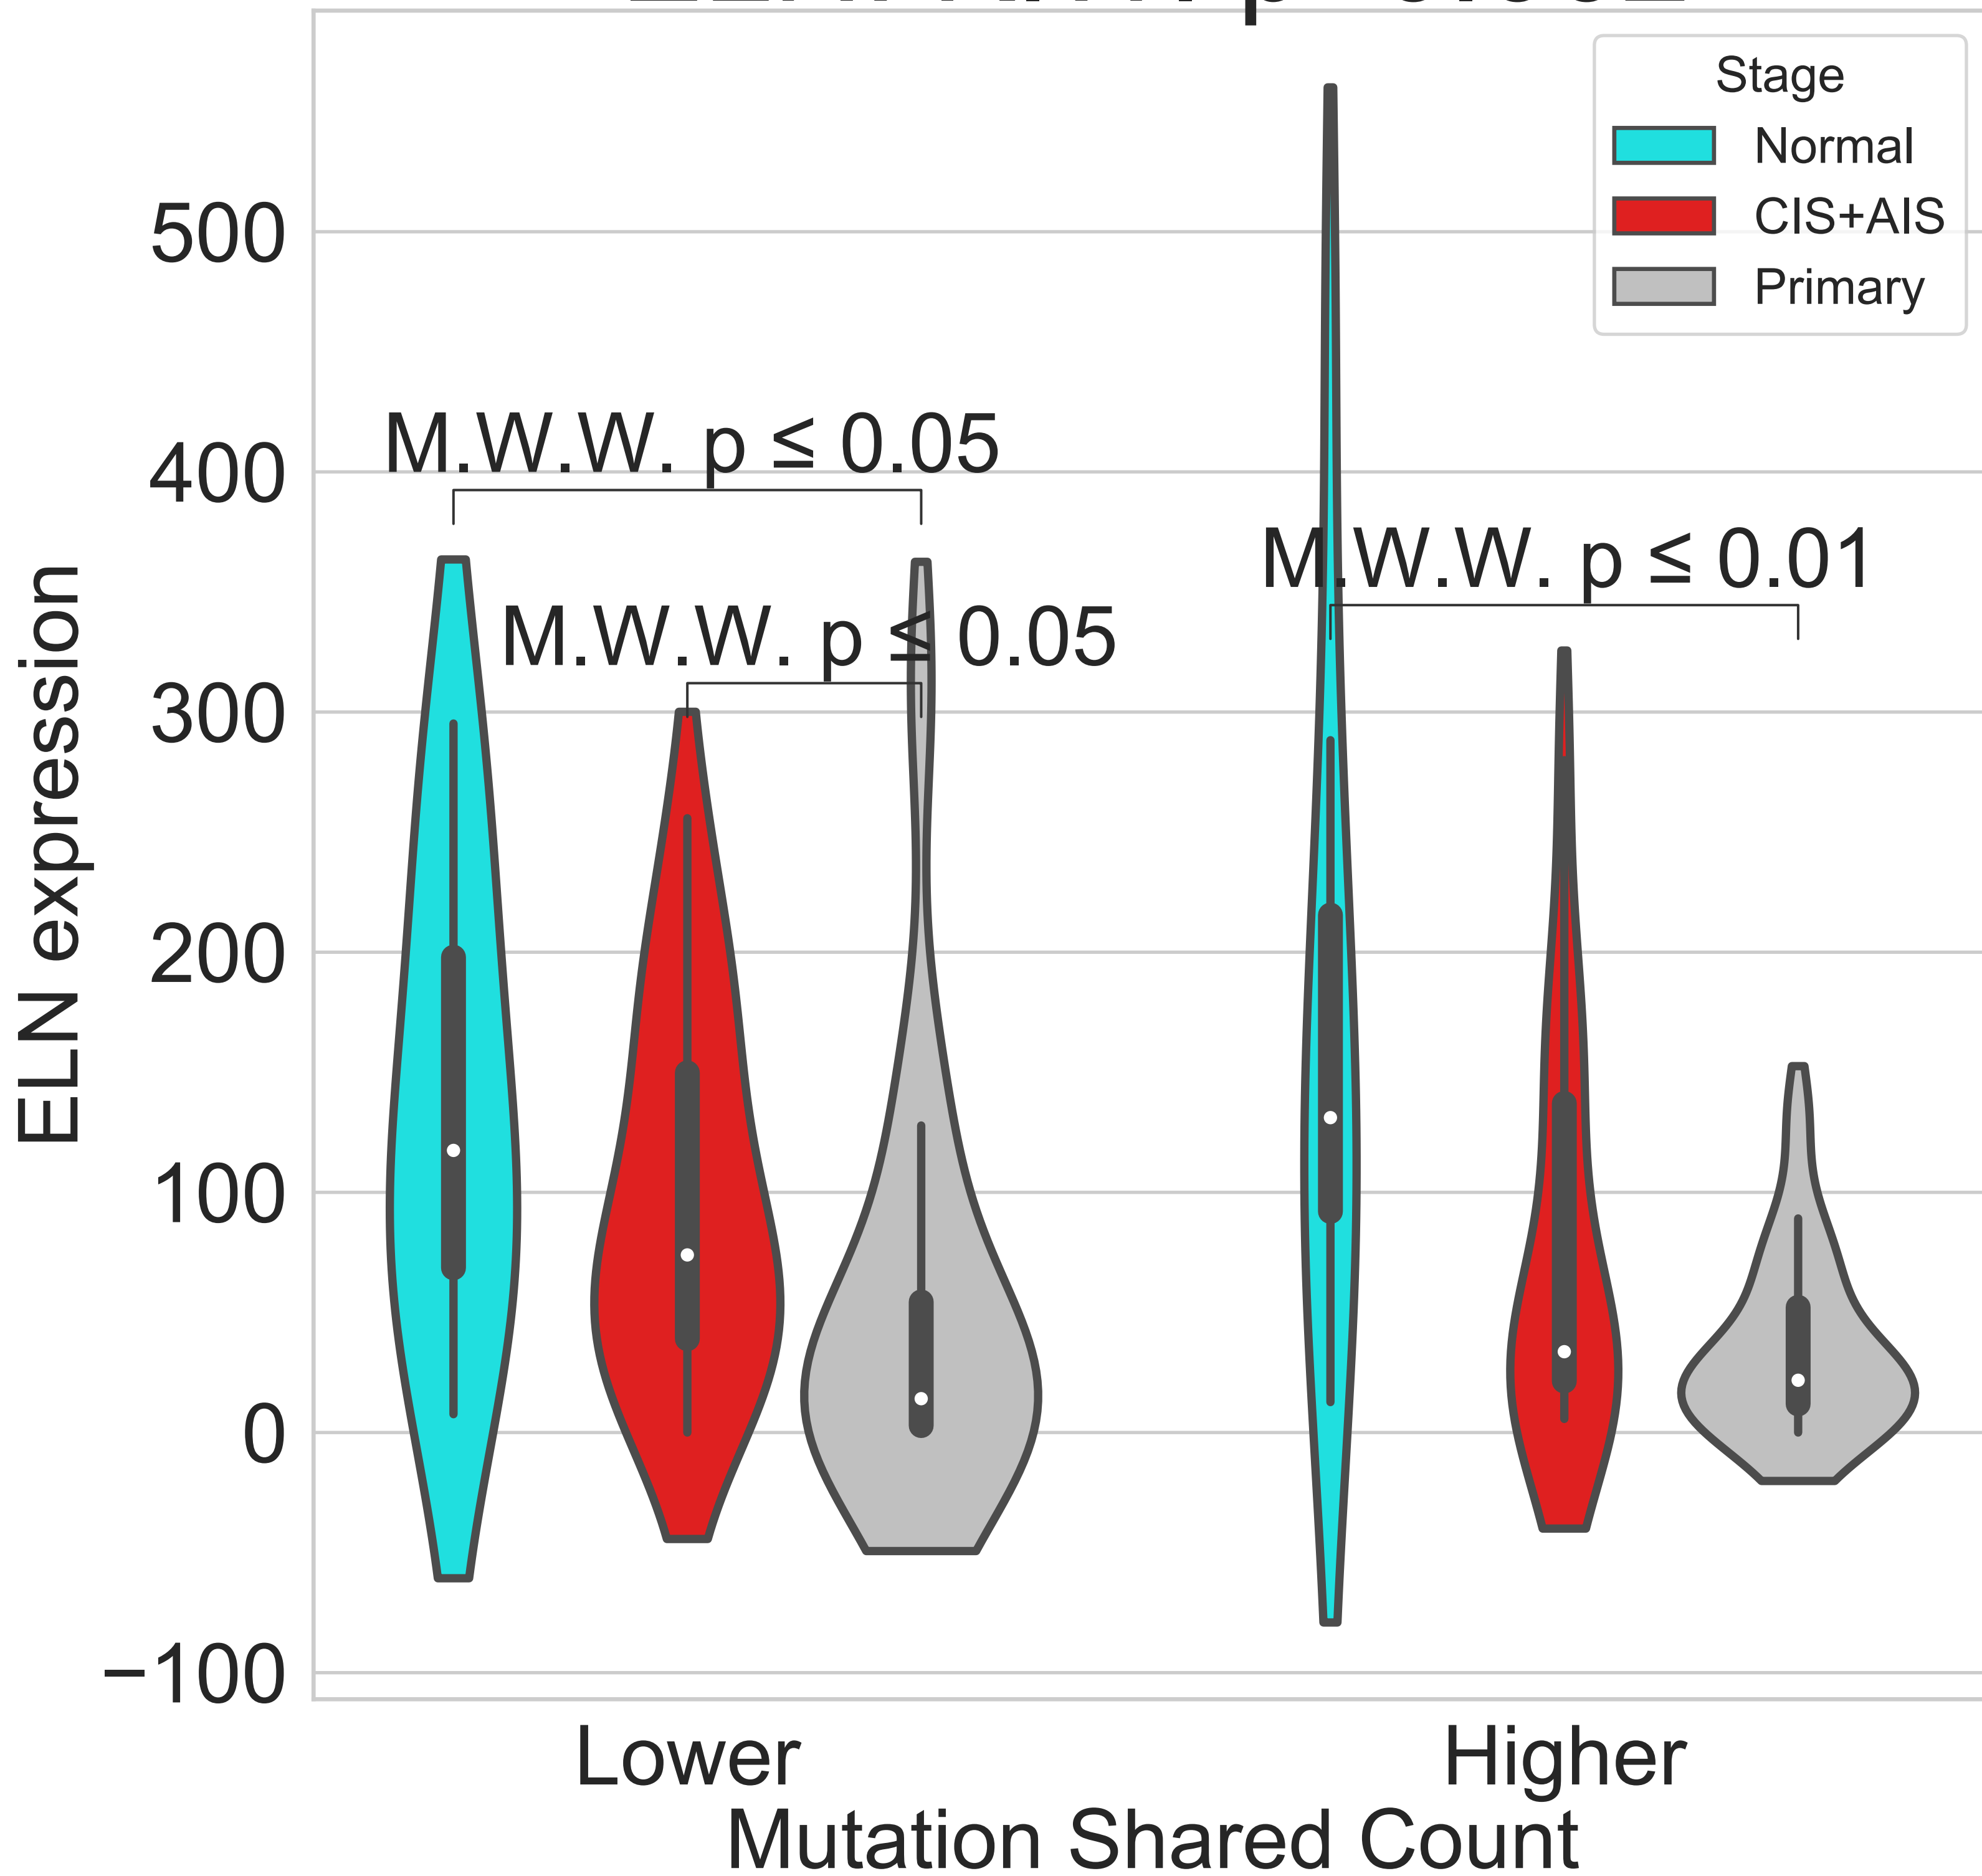 Stage
Normal
CIS+AIS
Primary
500
400
300
200
100
0
−100
ELN expression
M.W.W. p ≤ 0.05
M.W.W. p ≤ 0.05
M.W.W. p ≤ 0.01
Lower
Higher
Mutation Shared Count